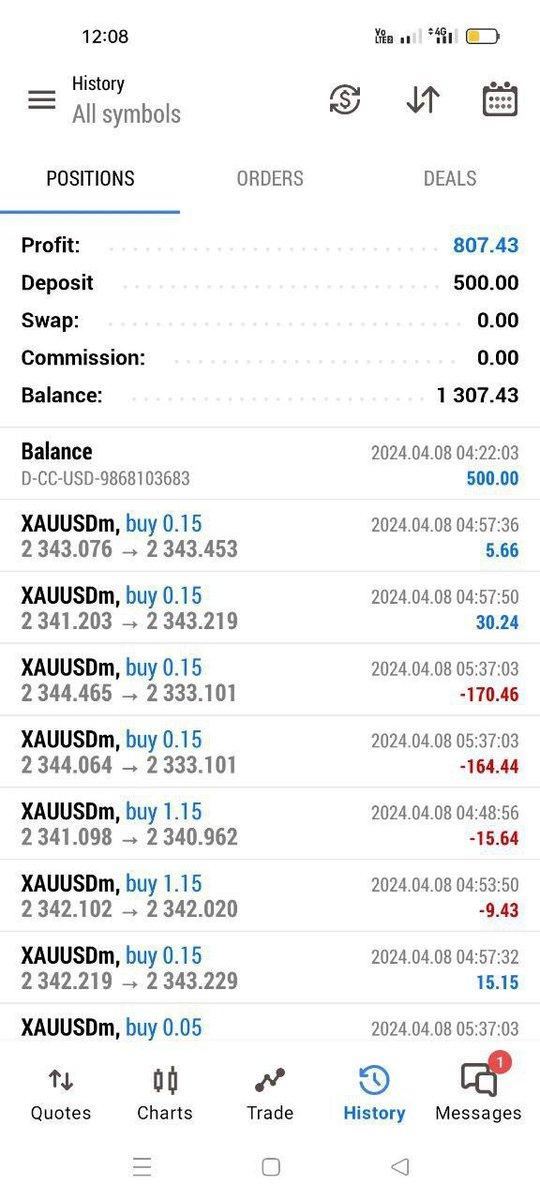 12:08
Vo LTE2 4G
History
All symbols
POSITIONS ORDERS DEALS
Profit: 807.43
Deposit 500.00
Swap: 0.00
Commission: 0.00
Balance: 1 307.43
Balance 2024.04.08 04:22:03
D-CC-USD-9868103683 500.00
XAUUSDm, buy 0.15 2024.04.08 04:57:36
2 343.076 → 2 343.453 5.66
XAUUSDm, buy 0.15 2024.04.08 04:57:50
2 341.203 → 2 343.219 30.24
XAUUSDm, buy 0.15 2024.04.08 05:37:03
2 344.465 → 2 333.101 -170.46
XAUUSDm, buy 0.15 2024.04.08 05:37:03
2 344.064 → 2 333.101 -164.44
XAUUSDm, buy 1.15 2024.04.08 04:48:56
2 341.098 → 2 340.962 -15.64
XAUUSDm, buy 1.15 2024.04.08 04:53:50
2 342.102 → 2 342.020 -9.43
XAUUSDm, buy 0.15 2024.04.08 04:57:32
2 342.219 → 2 343.229 15.15
XAUUSDm, buy 0.05 2024.04.08 05:37:03
1
Quotes Charts Trade History Messages